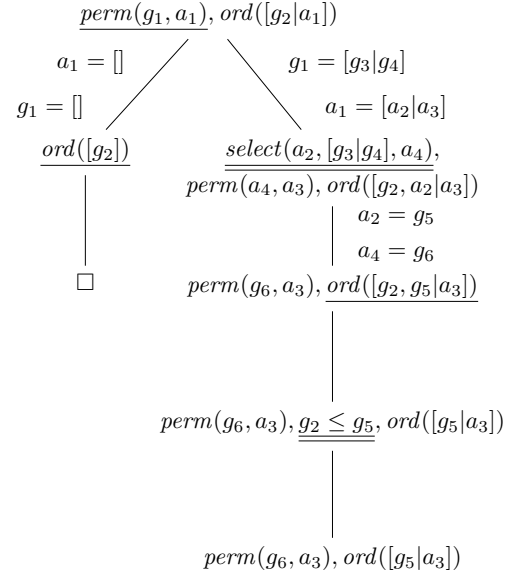 perm(g₁, a₁), ord([g₂|a₁])
a₁ = [] g₁ = [g₃|g₄]
g₁ = [] a₁ = [a₂|a₃]
ord([g₂]) select(a₂, [g₃|g₄], a₄),
perm(a₄, a₃), ord([g₂, a₂|a₃])
a₂ = g₅
a₄ = g₆
□ perm(g₆, a₃), ord([g₂, g₅|a₃])
perm(g₆, a₃), g₂ ≤ g₅, ord([g₅|a₃])
perm(g₆, a₃), ord([g₅|a₃])